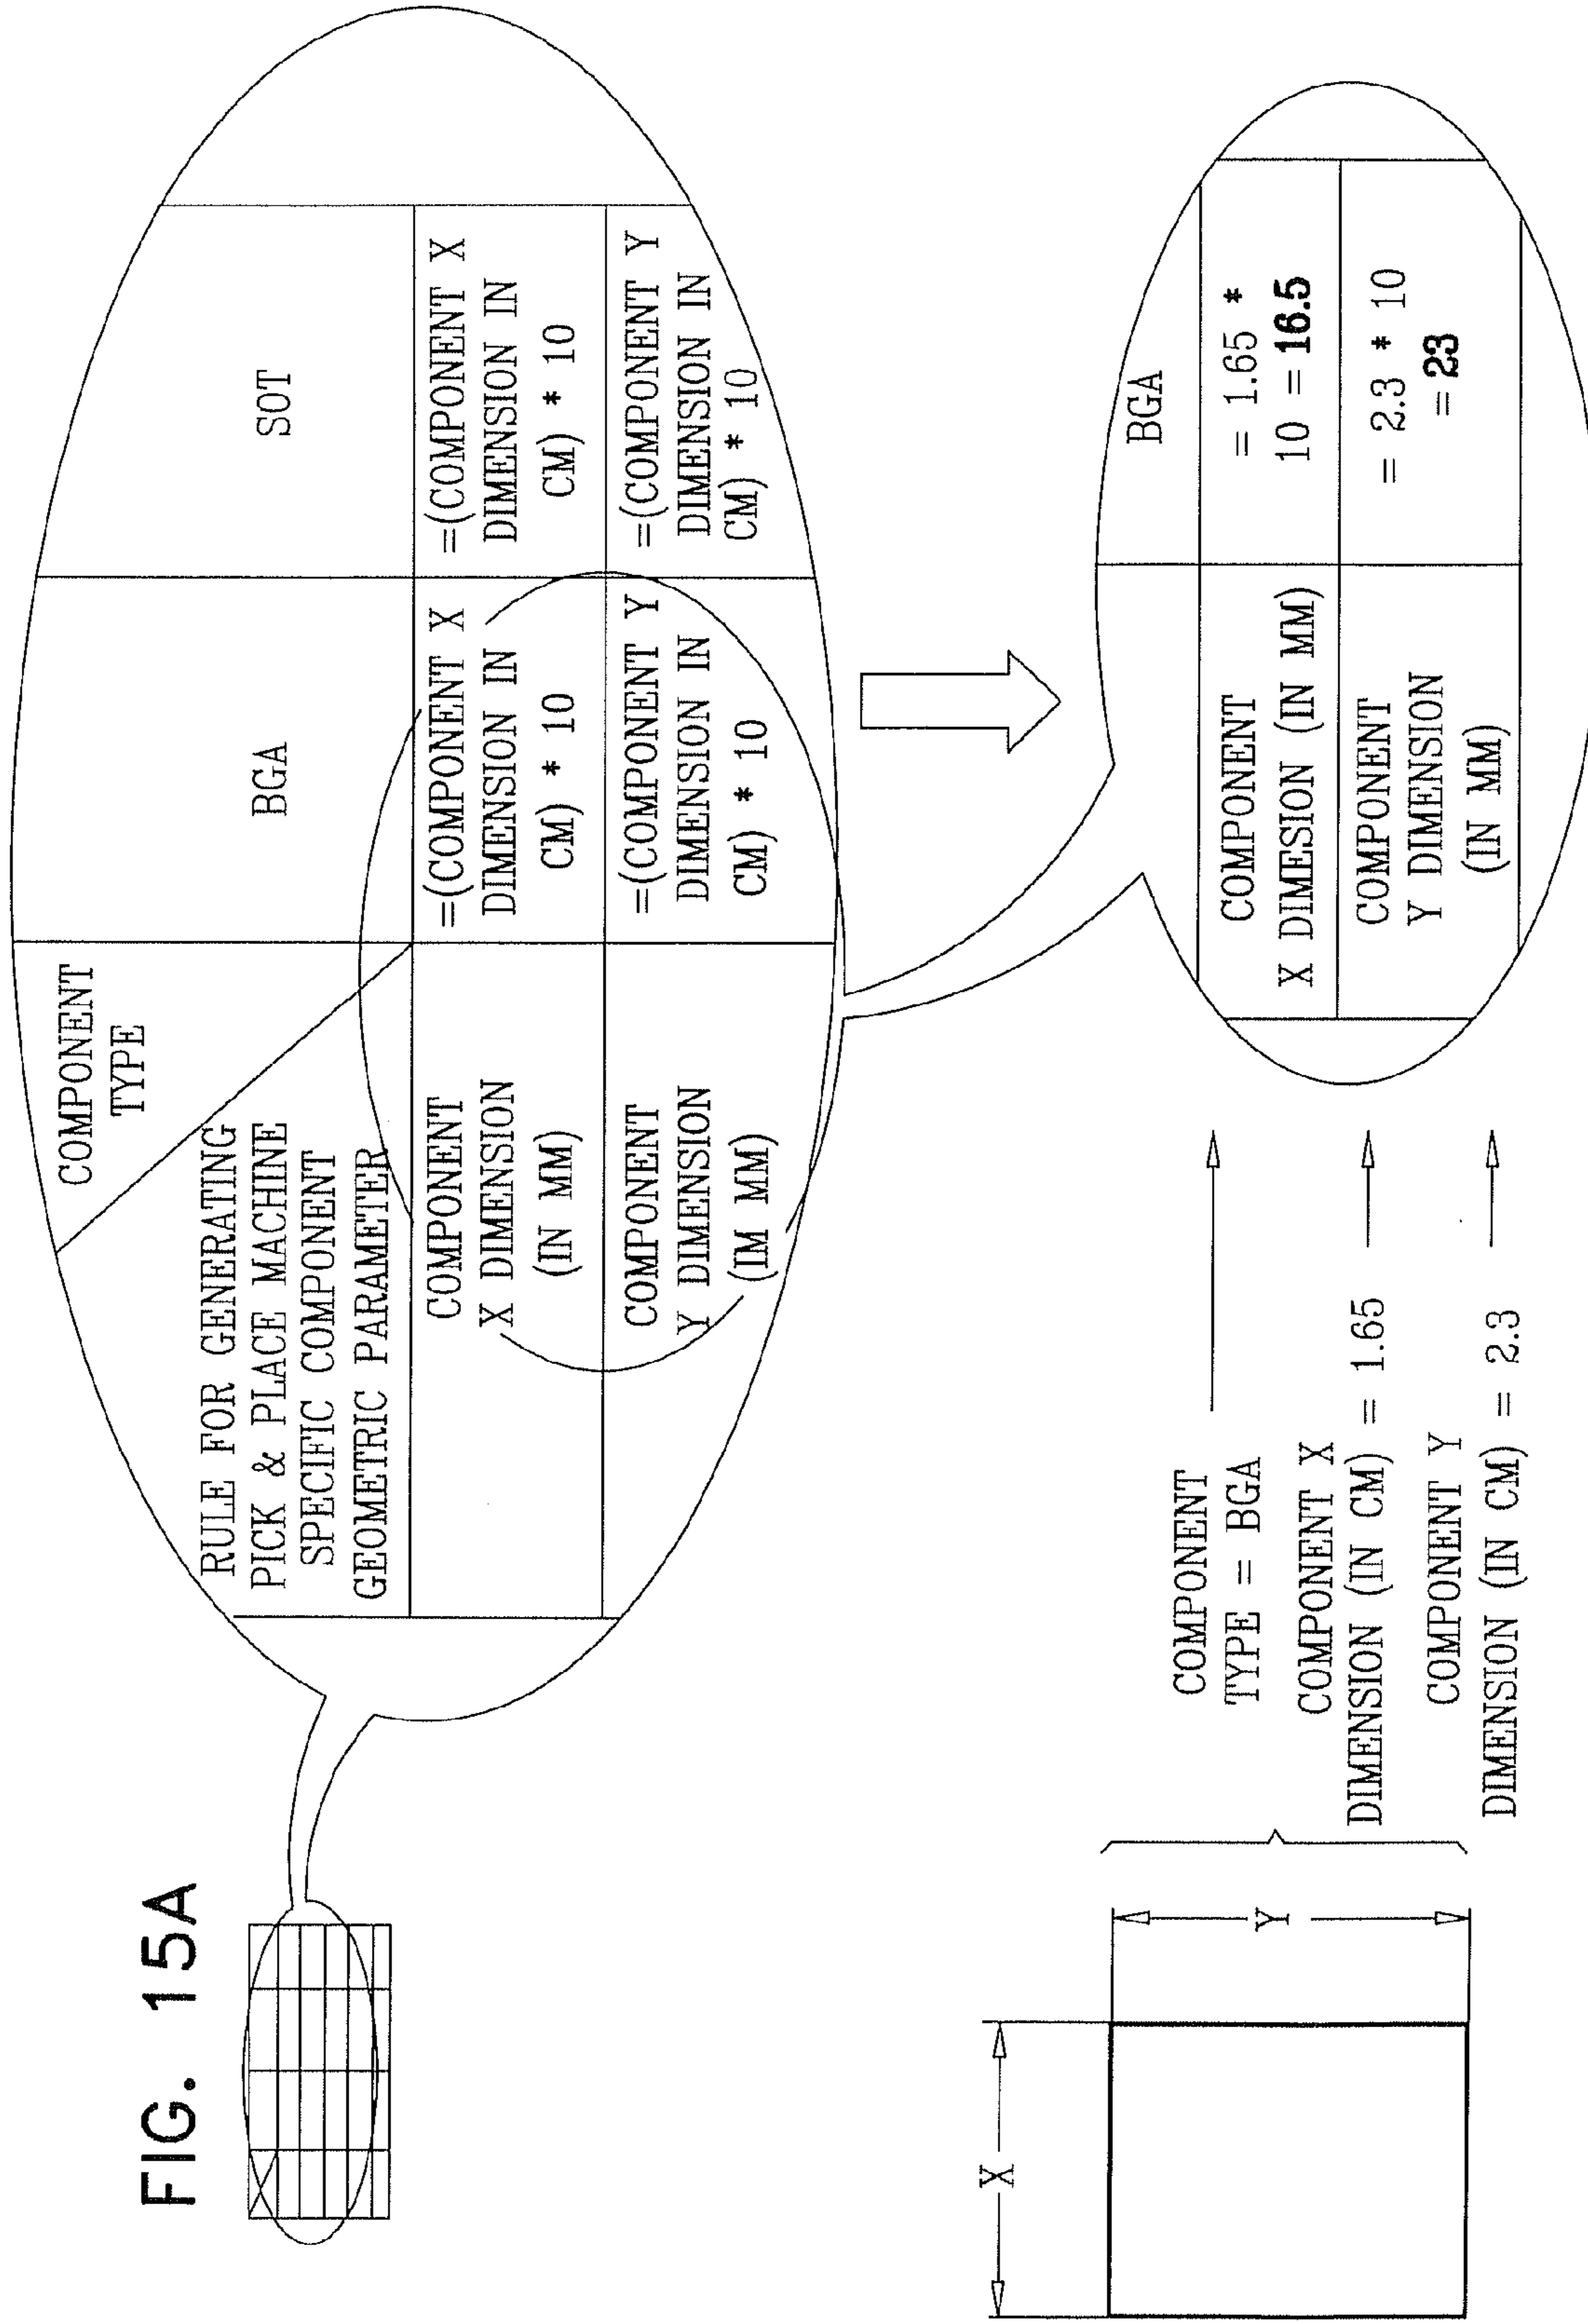 FIG. 15A
COMPONENT
TYPE
RULE FOR GENERATING
PICK & PLACE MACHINE
SPECIFIC COMPONENT
GEOMETRIC PARAMETER
BGA
SOT
COMPONENT
X DIMENSION
(IN MM)
=(COMPONENT X
DIMENSION IN
CM) * 10
=(COMPONENT X
DIMENSION IN
CM) * 10
COMPONENT
Y DIMENSION
(IM MM)
=(COMPONENT Y
DIMENSION IN
CM) * 10
=(COMPONENT Y
DIMENSION IN
CM) * 10
X
Y
COMPONENT
TYPE = BGA
COMPONENT X
DIMENSION (IN CM) = 1.65
COMPONENT Y
DIMENSION (IN CM) = 2.3
BGA
COMPONENT
X DIMESION (IN MM)
= 1.65 *
10 = 16.5
COMPONENT
Y DIMENSION
(IN MM)
= 2.3 * 10
= 23